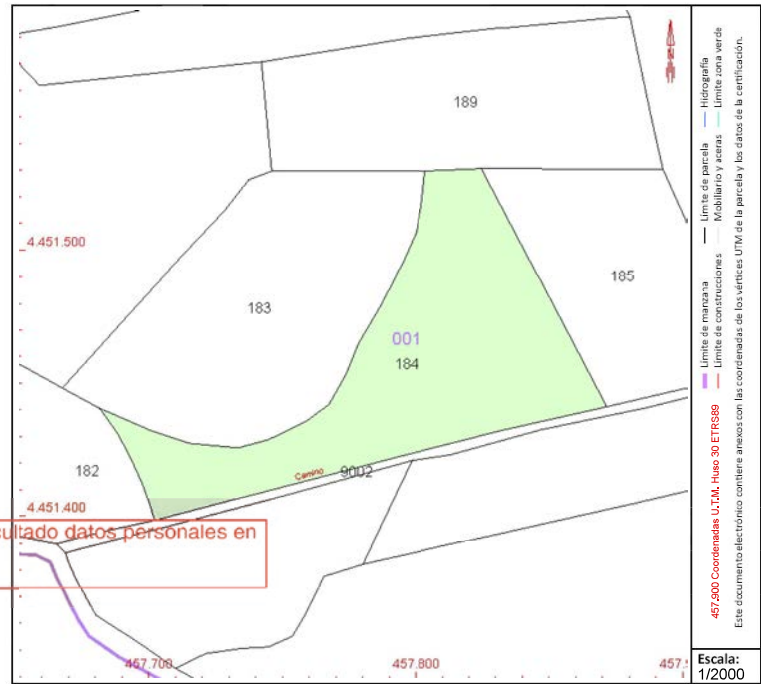 189
4.451.500
185
183
001
184
182
Camino 9002
4.451.400
cultado datos personales en
457.700
457.800
457.9
Límite de manzana
Límite de parcela
Hidrografía
457.900 Coordenadas U.T.M. Huso 30 ETRS89
Límite de construcciones
Mobiliario y aceras
Límite zona verde
Este documento electrónico contiene anexos con las coordenadas de los vértices UTM de la parcela y los datos de la certificación.
Escala:
1/2000